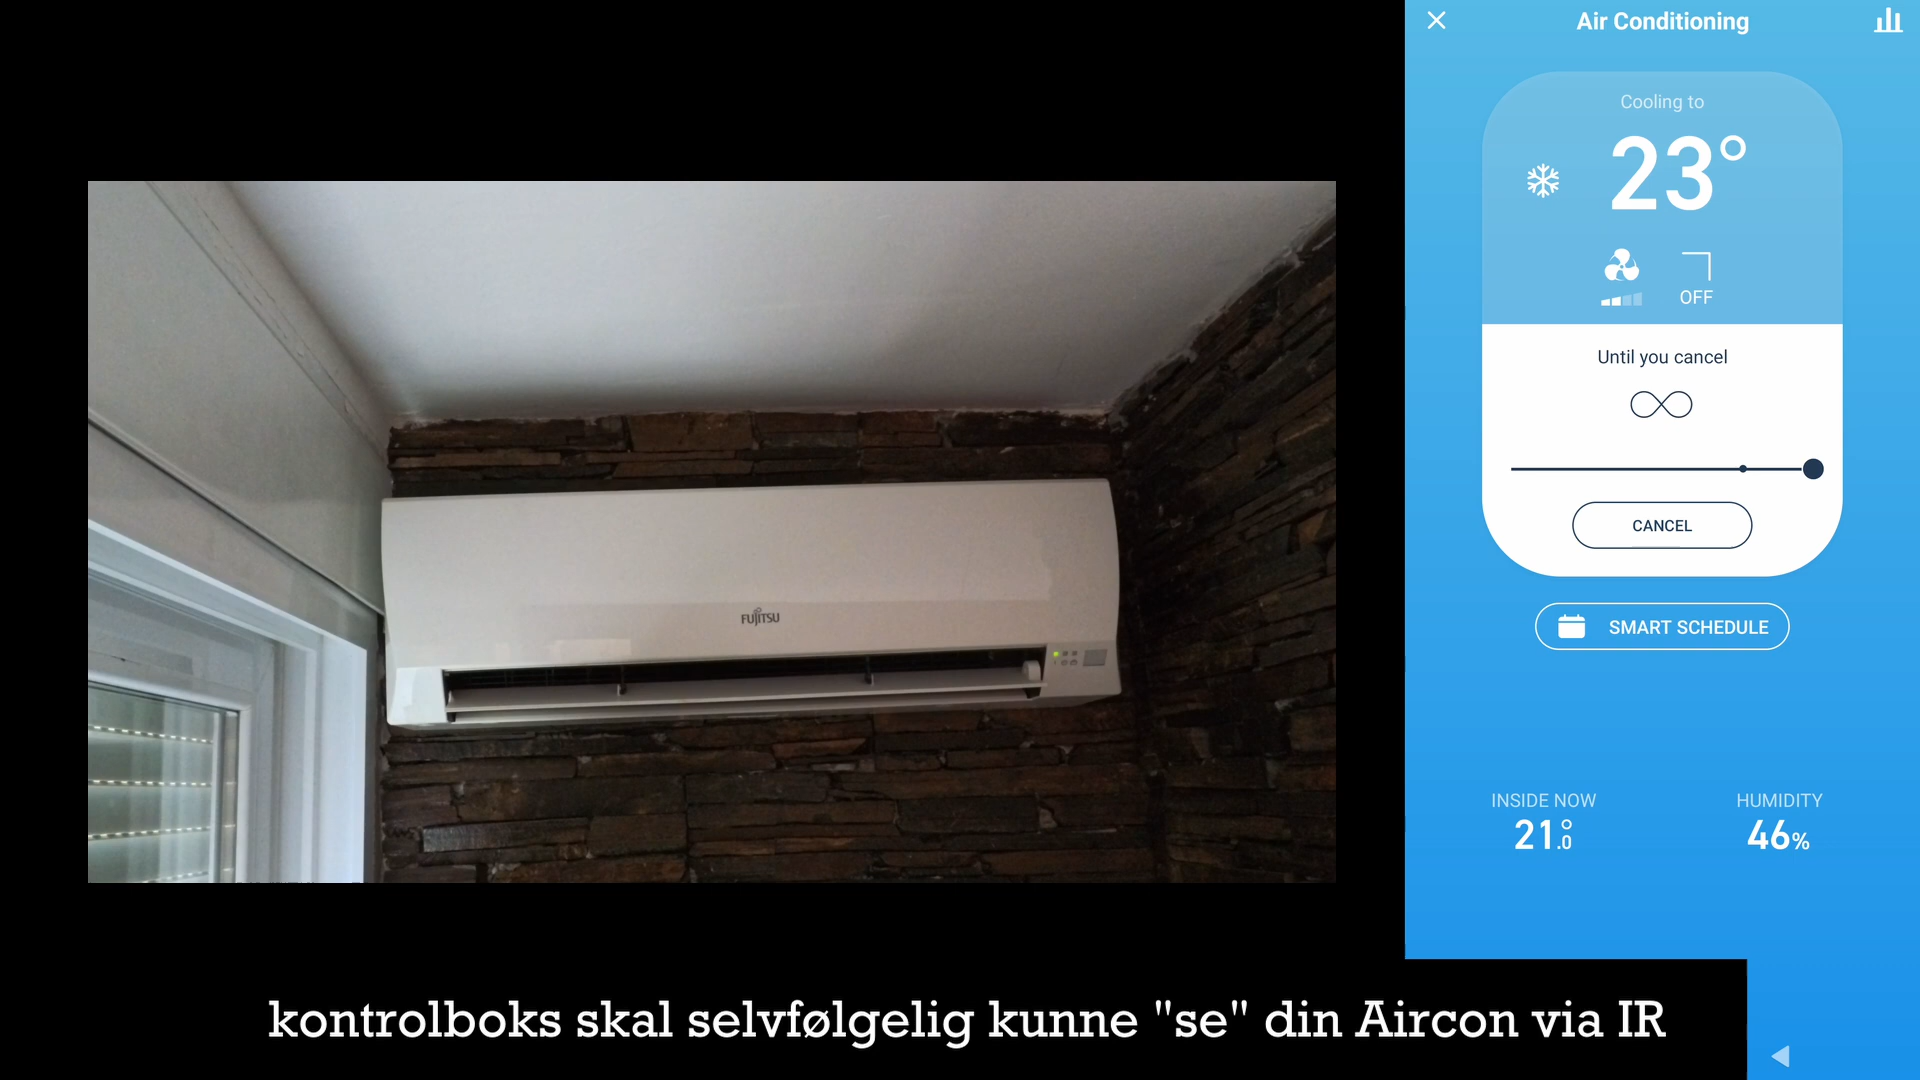 Air Conditioning
Cooling to
23°
OFF
Until you cancel
CANCEL
SMART SCHEDULE
INSIDE NOW
21.0°
HUMIDITY
46%
FUJITSU
kontrolboks skal selvfølgelig kunne "se" din Aircon via IR